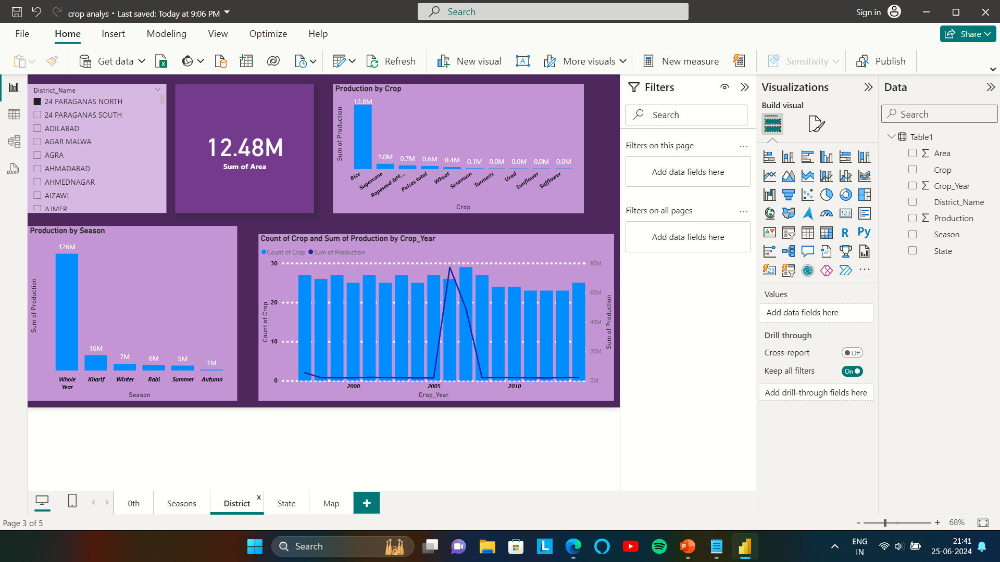 crop analys • Last saved: Today at 9:06 PM
Search
Sign in
File
Home
Insert
Modeling
View
Optimize
Help
Share
Get data
Refresh
New visual
More visuals
New measure
Sensitivity
Publish
District_Name
24 PARAGANAS NORTH
24 PARAGANAS SOUTH
ADILABAD
AGAR MALWA
AGRA
AHMADABAD
AHMEDNAGAR
AIZAWL
AJMER
12.48M
Sum of Area
Production by Crop
Sum of Production
12.8M
1.0M
0.7M
0.6M
0.4M
0.1M
0.0M
0.0M
0.0M
0.0M
Rice
Sugarcane
Rapeseed &M...
Pulses total
Wheat
Sesamum
Turmeric
Urad
Sunflower
Safflower
Crop
Production by Season
Sum of Production
126M
16M
7M
6M
5M
1M
Whole
Year
Kharif
Winter
Rabi
Summer
Autumn
Season
Count of Crop and Sum of Production by Crop_Year
Count of Crop
Sum of Production
Count of Crop
30
20
10
0
80M
60M
40M
20M
0M
Sum of Production
2000
2005
2010
Crop_Year
Filters
Search
Filters on this page
...
Add data fields here
Filters on all pages
...
Add data fields here
Visualizations
Build visual
123
R
Py
123
...
Values
Add data fields here
Drill through
Cross-report
Off
Keep all filters
On
Add drill-through fields here
Data
Search
Table1
Area
Crop
Crop_Year
District_Name
Production
Season
State
DAX
0th
Seasons
District
x
State
Map
+
Page 3 of 5
-
+
68%
Search
L
P
ENG
IN
21:41
25-06-2024